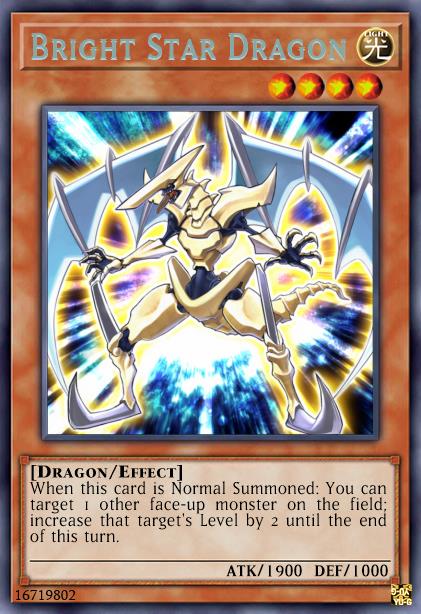 Bright Star Dragon
LIGHT
光
[Dragon/Effect]
When this card is Normal Summoned: You can
target 1 other face-up monster on the field;
increase that target's Level by 2 until the end
of this turn.
ATK/1900 DEF/1000
16719802